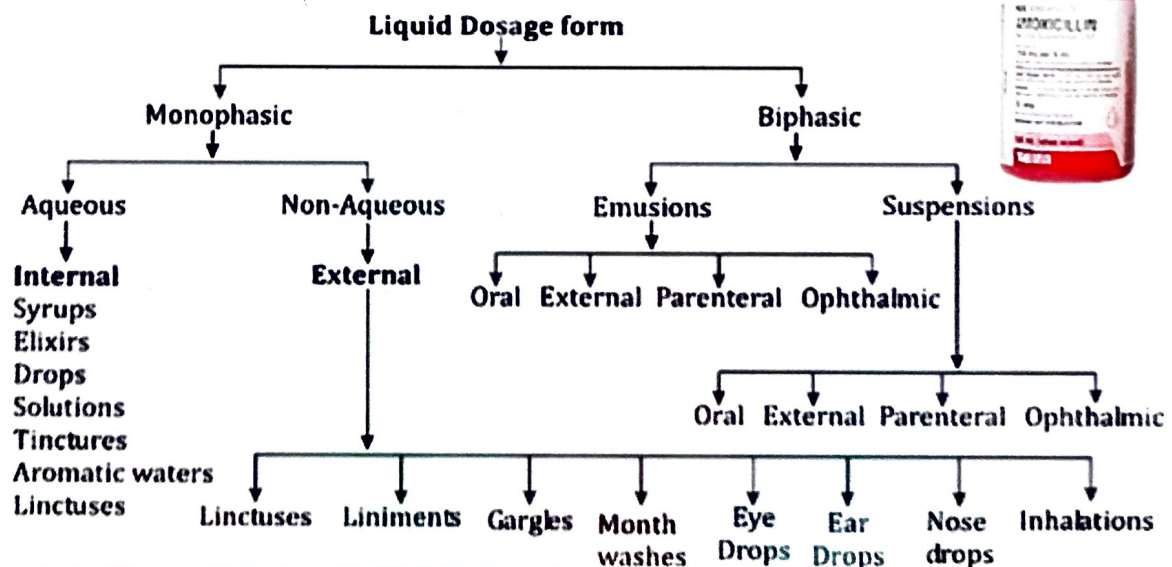 Liquid Dosage form
AMOXICILLIN
Monophasic
Biphasic
Aqueous
Non-Aqueous
Emusions
Suspensions
Internal
Syrups
Elixirs
Drops
Solutions
Tinctures
Aromatic waters
Linctuses
External
Oral External Parenteral Ophthalmic
Oral External Parenteral Ophthalmic
Linctuses
Liniments
Gargles
Month
washes
Eye
Drops
Ear
Drops
Nose
drops
Inhalations